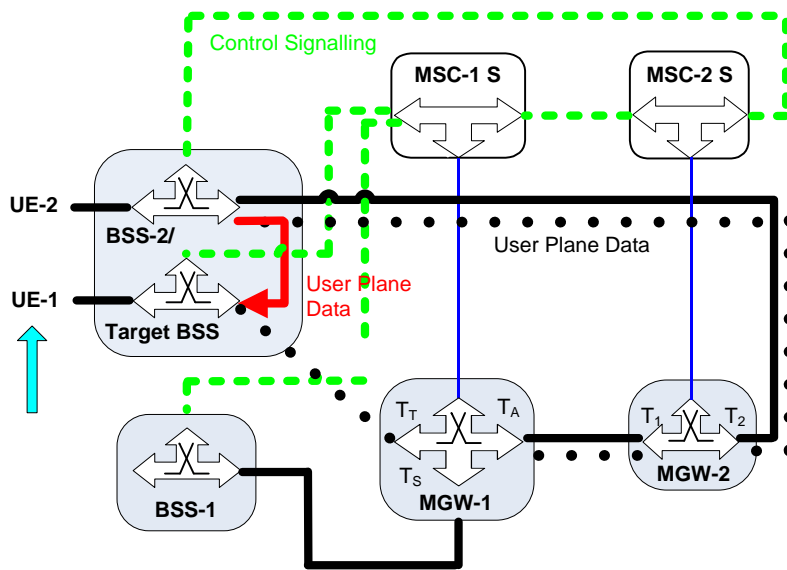 Control Signalling
MSC-1 S
MSC-2 S
UE-2
BSS-2/
User Plane Data
User Plane
Data
UE-1
Target BSS
TT
TA
T1
T2
TS
MGW-2
MGW-1
BSS-1